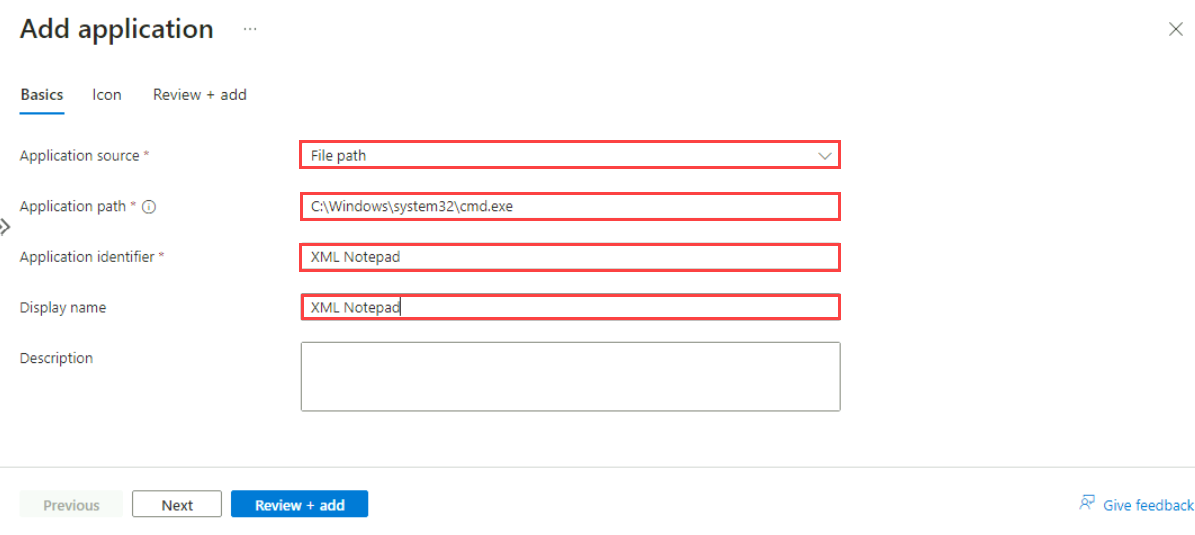 Add application ...
Basics Icon Review + add
Application source * File path
Application path * C:\Windows\system32\cmd.exe
Application identifier * XML Notepad
Display name XML Notepad
Description
Previous Next Review + add Give feedback